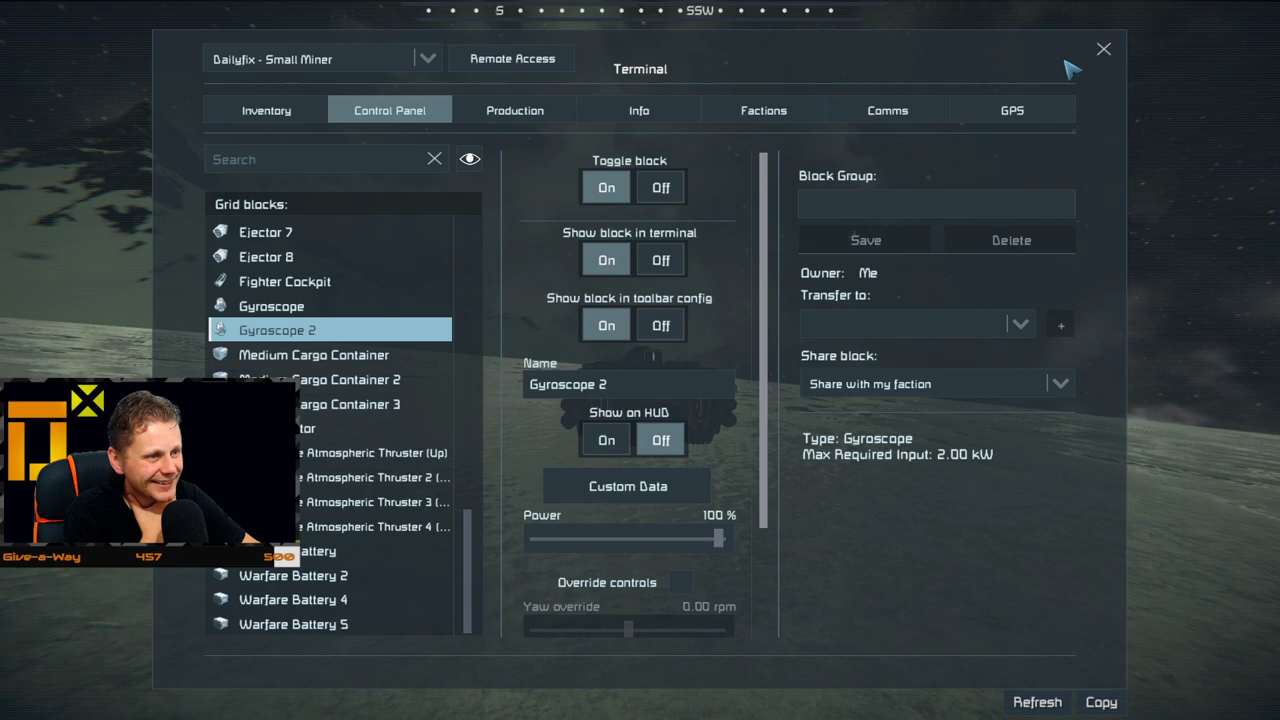 S SSW
Dailyfix - Small Miner
Remote Access
Terminal
Inventory
Control Panel
Production
Info
Factions
Comms
GPS
Search
Grid blocks:
Ejector 7
Ejector 8
Fighter Cockpit
Gyroscope
Gyroscope 2
Medium Cargo Container
Cargo Container 2
argo Container 3
tor
Atmospheric Thruster (Up)
Atmospheric Thruster 2 (...
Atmospheric Thruster 3 (...
Atmospheric Thruster 4 (...
attery
Warfare Battery 2
Warfare Battery 4
Warfare Battery 5
Toggle block
On Off
Show block in terminal
On Off
Show block in toolbar config
On Off
Name
Gyroscope 2
Show on HUD
On Off
Custom Data
Power 100 %
Override controls
Yaw override 0.00 rpm
Block Group:
Save Delete
Owner: Me
Transfer to:
+
Share block:
Share with my faction
Type: Gyroscope
Max Required Input: 2.00 kW
Give-a-Way 457 500
Refresh Copy